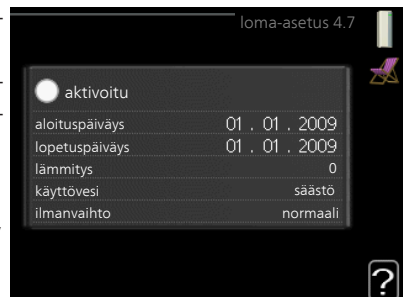 loma-asetus 4.7
aktivoitu
aloituspäiväys 01 . 01 . 2009
lopetuspäiväys 01 . 01 . 2009
lämmitys 0
käyttövesi säästö
ilmanvaihto normaali
?